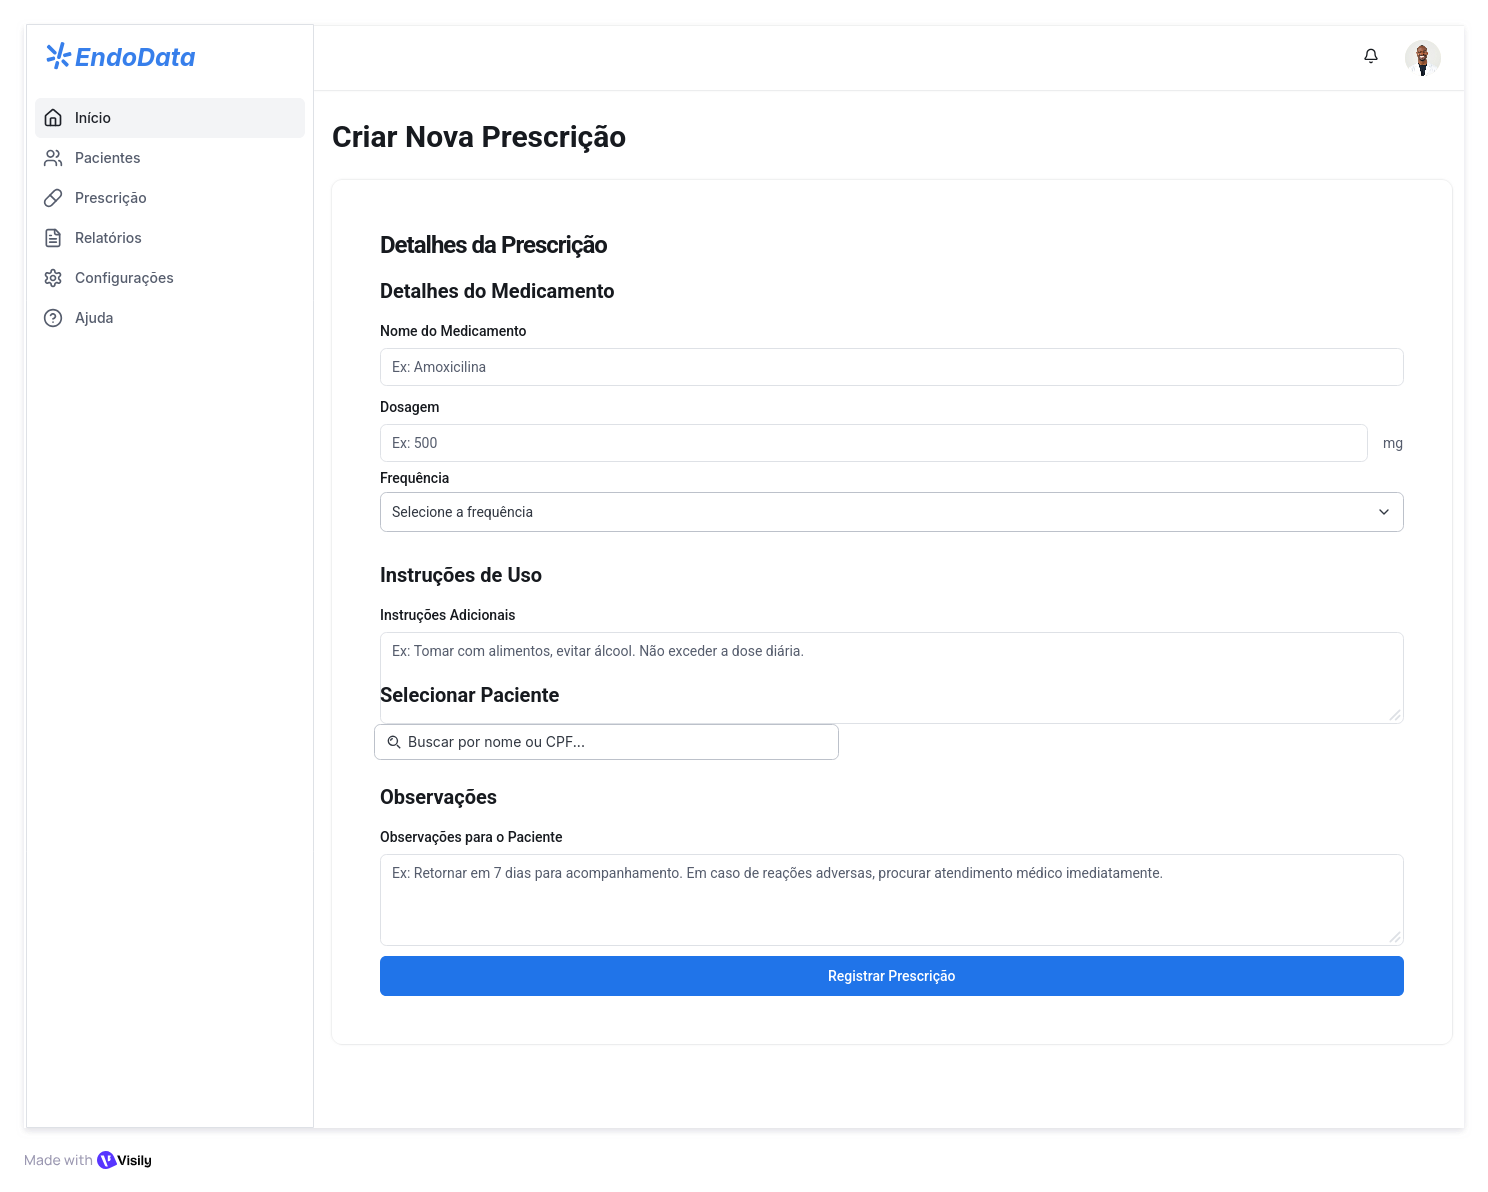 EndoData
Início
Pacientes
Prescrição
Relatórios
Configurações
Ajuda
Criar Nova Prescrição
Detalhes da Prescrição
Detalhes do Medicamento
Nome do Medicamento
Ex: Amoxicilina
Dosagem
Ex: 500
mg
Frequência
Selecione a frequência
Instruções de Uso
Instruções Adicionais
Ex: Tomar com alimentos, evitar álcool. Não exceder a dose diária.
Selecionar Paciente
Buscar por nome ou CPF...
Observações
Observações para o Paciente
Ex: Retornar em 7 dias para acompanhamento. Em caso de reações adversas, procurar atendimento médico imediatamente.
Registrar Prescrição
Made with Visily